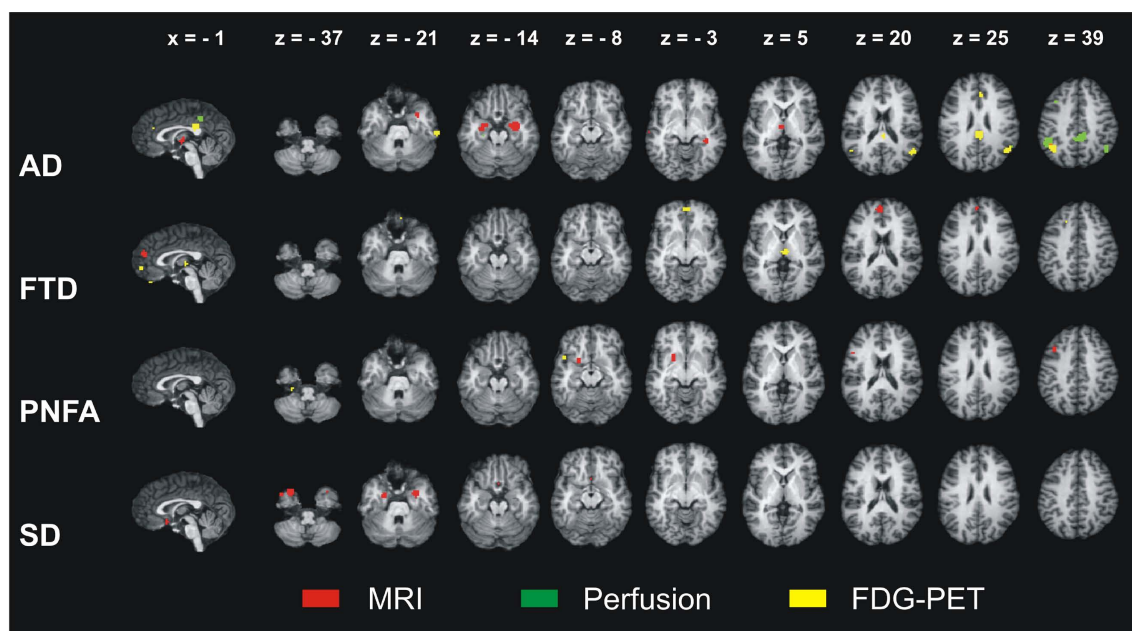 x = - 1 z = - 37 z = - 21 z = - 14 z = - 8 z = - 3 z = 5 z = 20 z = 25 z = 39
AD
FTD
PNFA
SD
MRI Perfusion FDG-PET